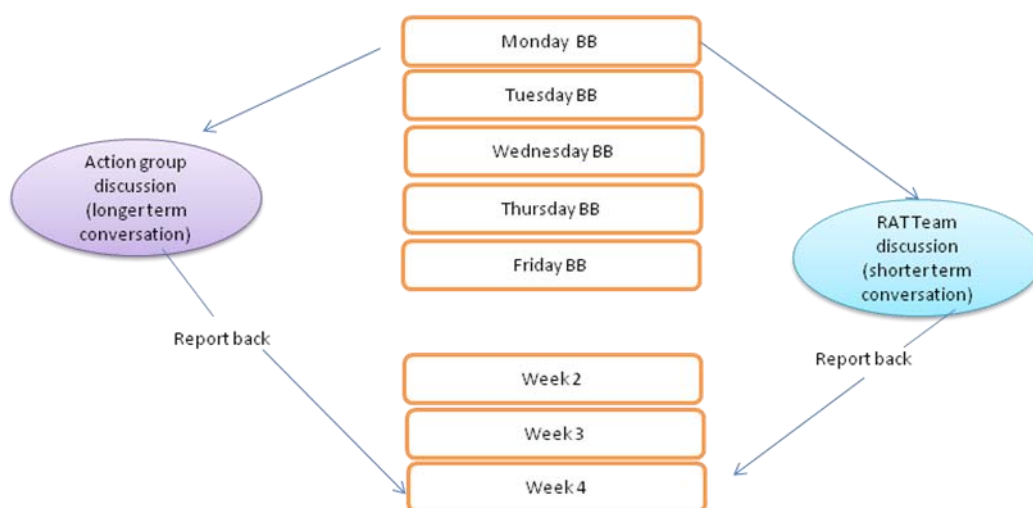 Monday BB
Tuesday BB
Wednesday BB
Thursday BB
Friday BB
Action group
discussion
(longer term
conversation)
RAT Team
discussion
(shorter term
conversation)
Report back
Report back
Week 2
Week 3
Week 4